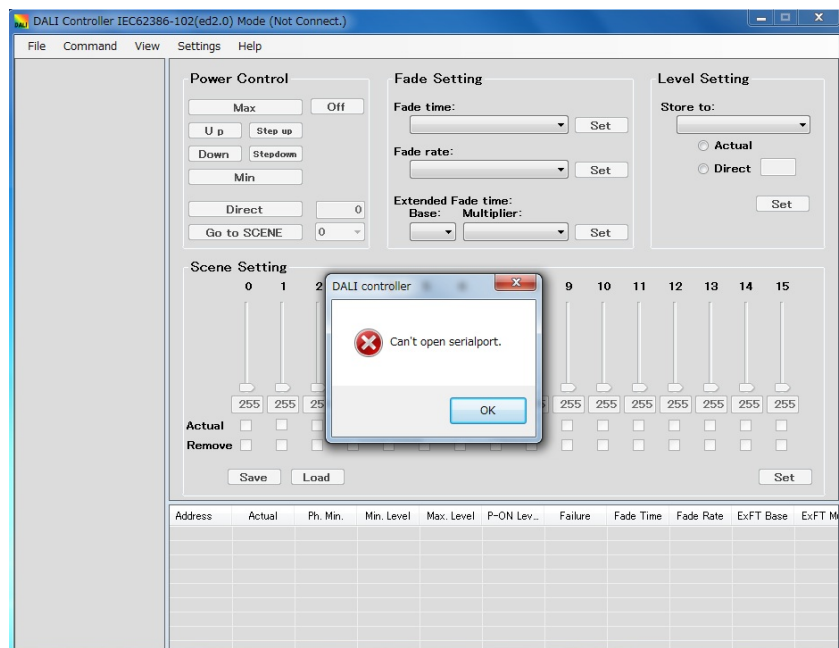 DALI Controller IEC62386-102(ed2.0) Mode (Not Connect.)
File Command View Settings Help
Power Control
Max Off
U p Step up
Down Stepdown
Min
Direct 0
Go to SCENE 0
Fade Setting
Fade time:
Set
Fade rate:
Set
Extended Fade time:
Base: Multiplier:
Set
Level Setting
Store to:
Actual
Direct
Set
Scene Setting
0 1 2 9 10 11 12 13 14 15
255 255 25 255 255 255 255 255 255 255
Actual
Remove
Save Load Set
DALI controller
Can't open serialport.
OK
Address Actual Ph. Min. Min. Level Max. Level P-ON Lev... Failure Fade Time Fade Rate ExFT Base ExFT M